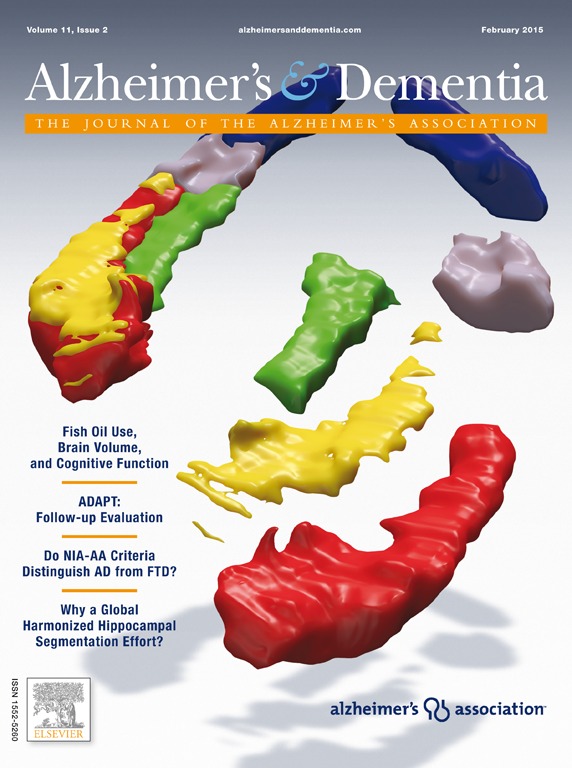 Volume 11, Issue 2
alzheimersanddementia.com
February 2015
Alzheimer's & Dementia
THE JOURNAL OF THE ALZHEIMER'S ASSOCIATION
Fish Oil Use,
Brain Volume,
and Cognitive Function
ADAPT:
Follow-up Evaluation
Do NIA-AA Criteria
Distinguish AD from FTD?
Why a Global
Harmonized Hippocampal
Segmentation Effort?
ISSN 1552-5260
ELSEVIER
alzheimer's association